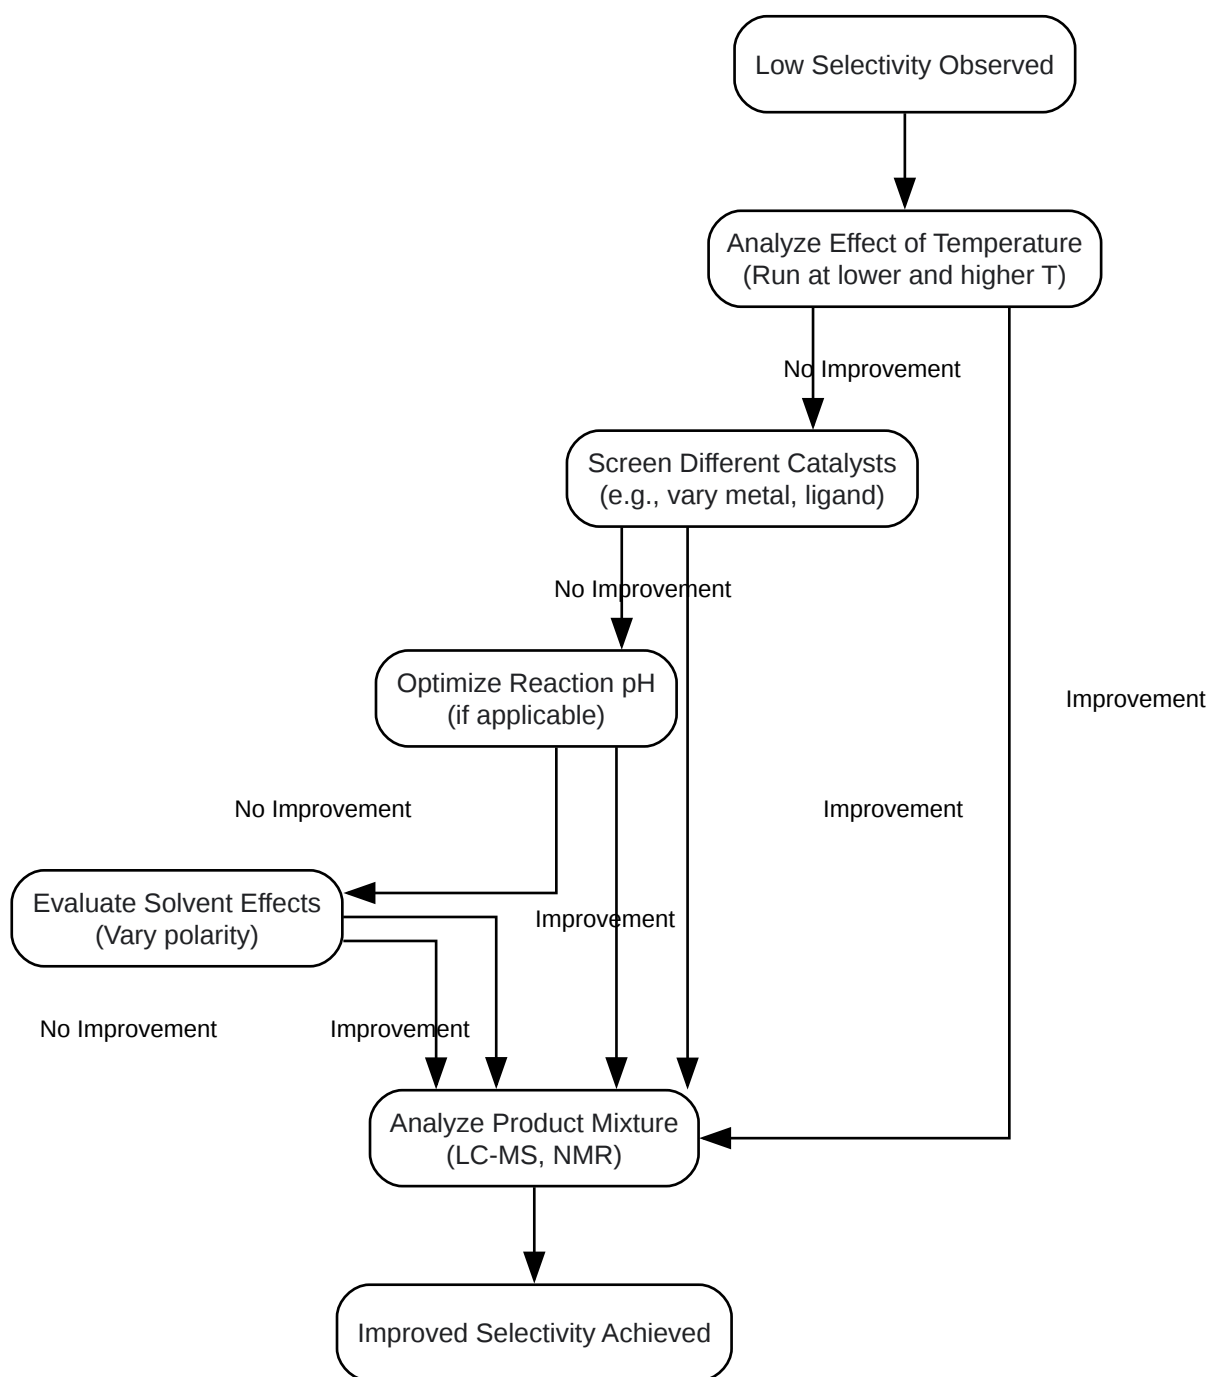 Low Selectivity Observed
Analyze Effect of Temperature
(Run at lower and higher T)
No Improvement
Screen Different Catalysts
(e.g., vary metal, ligand)
No Improvement
Optimize Reaction pH
(if applicable)
Improvement
No Improvement
Improvement
Evaluate Solvent Effects
(Vary polarity)
Improvement
No Improvement
Improvement
Analyze Product Mixture
(LC-MS, NMR)
Improved Selectivity Achieved